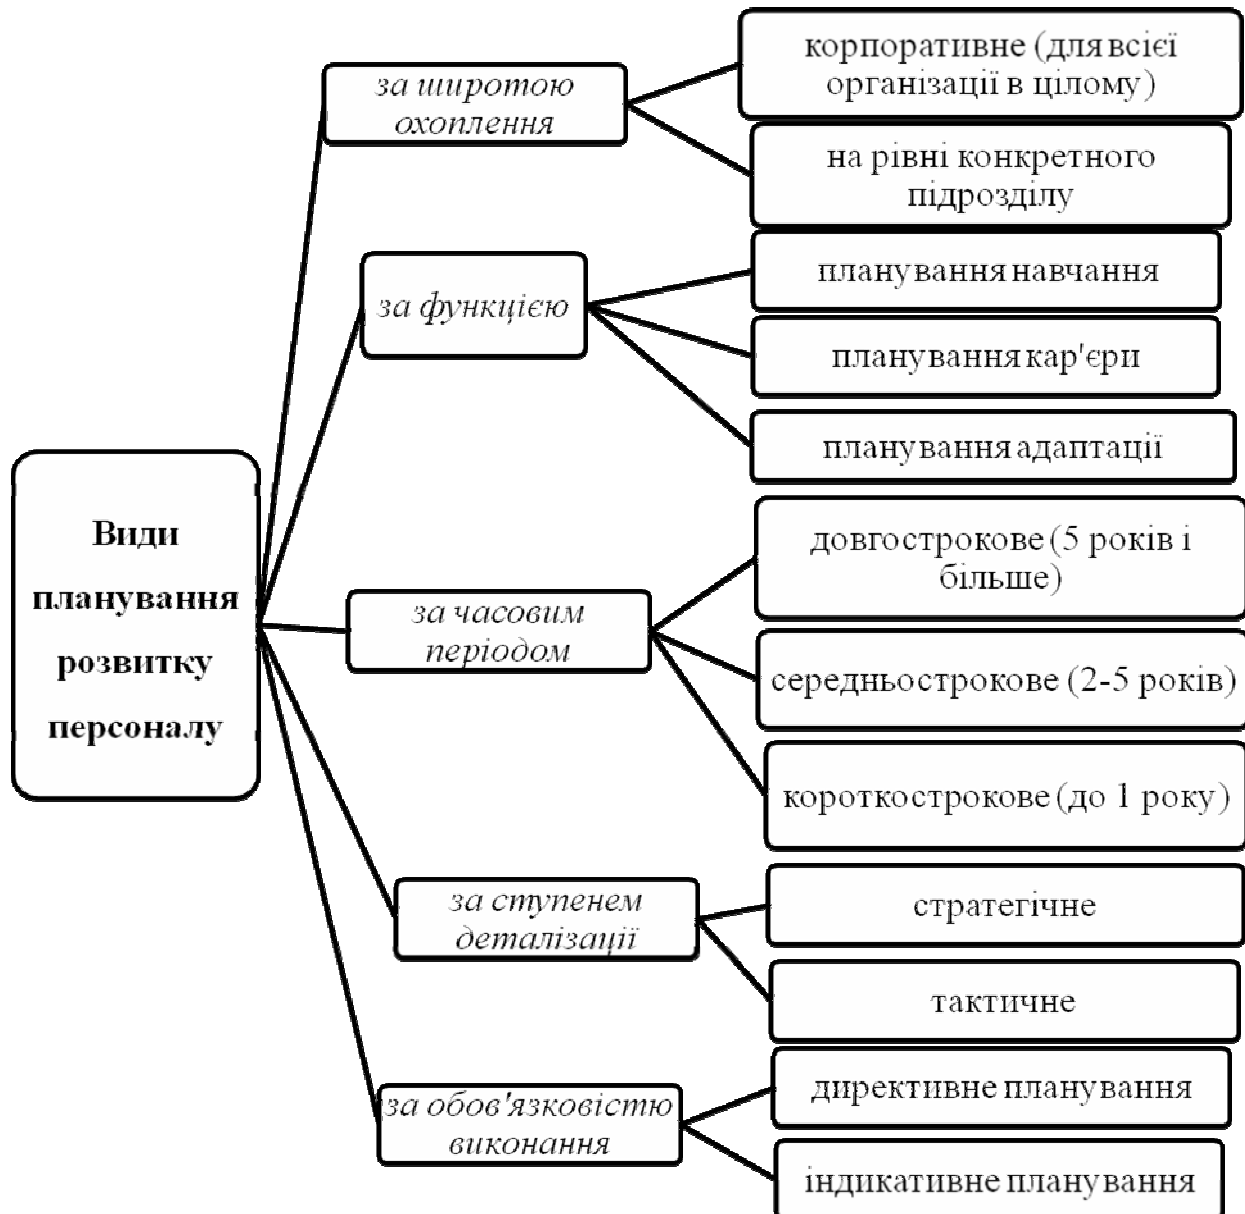 Види
планування
розвитку
персоналу
за широтою
охоплення
корпоративне (для всієї
організації в цілому)
на рівні конкретного
підрозділу
за функцією
планування навчання
планування кар'єри
планування адаптації
за часовим
періодом
довгострокове (5 років і
більше)
середньострокове (2-5 років)
короткострокове (до 1 року)
за ступенем
деталізації
стратегічне
тактичне
за обов'язковістю
виконання
директивне планування
індикативне планування